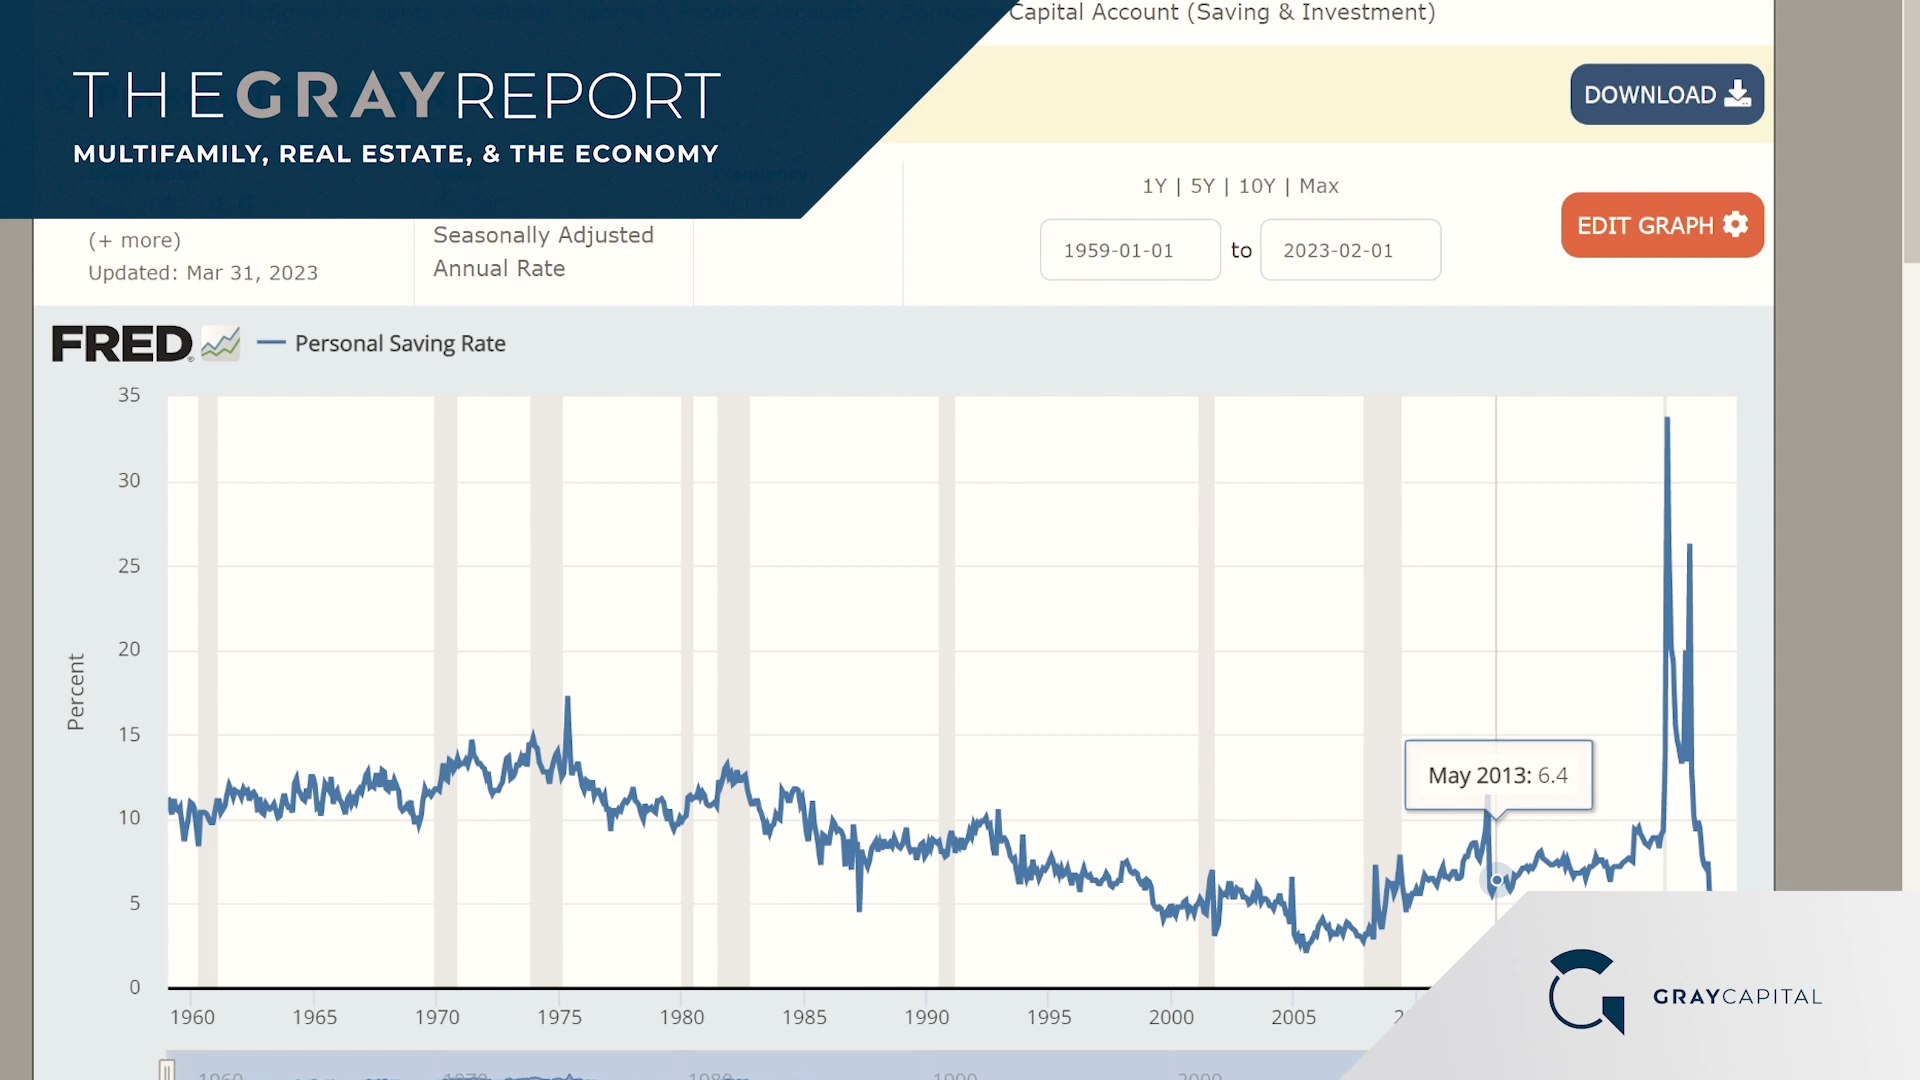 Capital Account (Saving & Investment)
THE GRAY REPORT
MULTIFAMILY, REAL ESTATE, & THE ECONOMY
DOWNLOAD
1Y | 5Y | 10Y | Max
1959-01-01 to 2023-02-01
EDIT GRAPH
(+ more)
Updated: Mar 31, 2023
Seasonally Adjusted
Annual Rate
FRED
Personal Saving Rate
35
30
25
20
15
10
5
0
Percent
May 2013: 6.4
1960 1965 1970 1975 1980 1985 1990 1995 2000 2005
GRAYCAPITAL